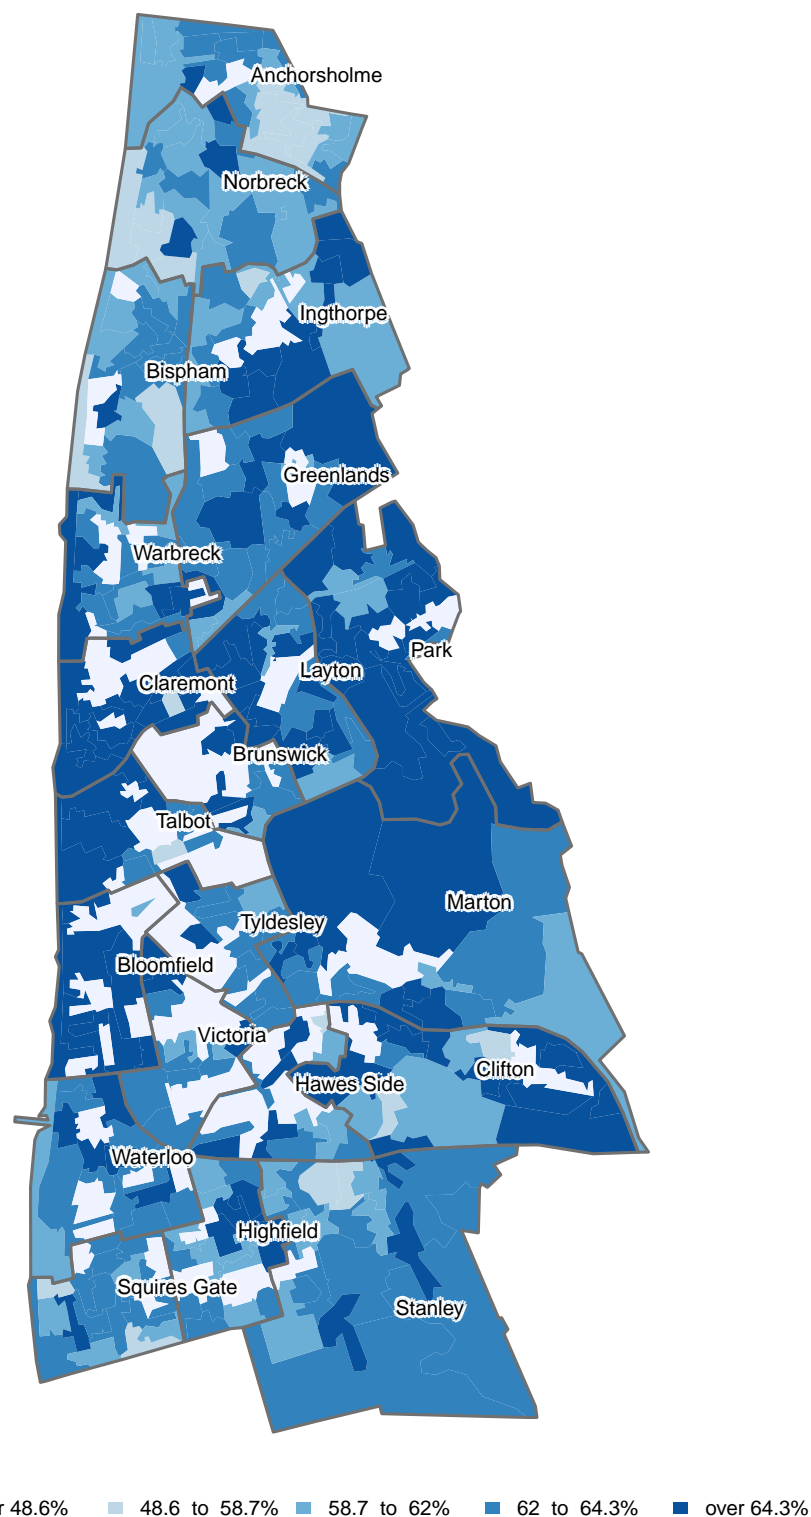 Anchorsholme
Norbreck
Ingthorpe
Bispham
Greenlands
Warbreck
Park
Layton
Claremont
Brunswick
Talbot
Marton
Tyldesley
Bloomfield
Victoria
Clifton
Hawes Side
Waterloo
Highfield
Squires Gate
Stanley
r 48.6% 48.6 to 58.7% 58.7 to 62% 62 to 64.3% over 64.3%